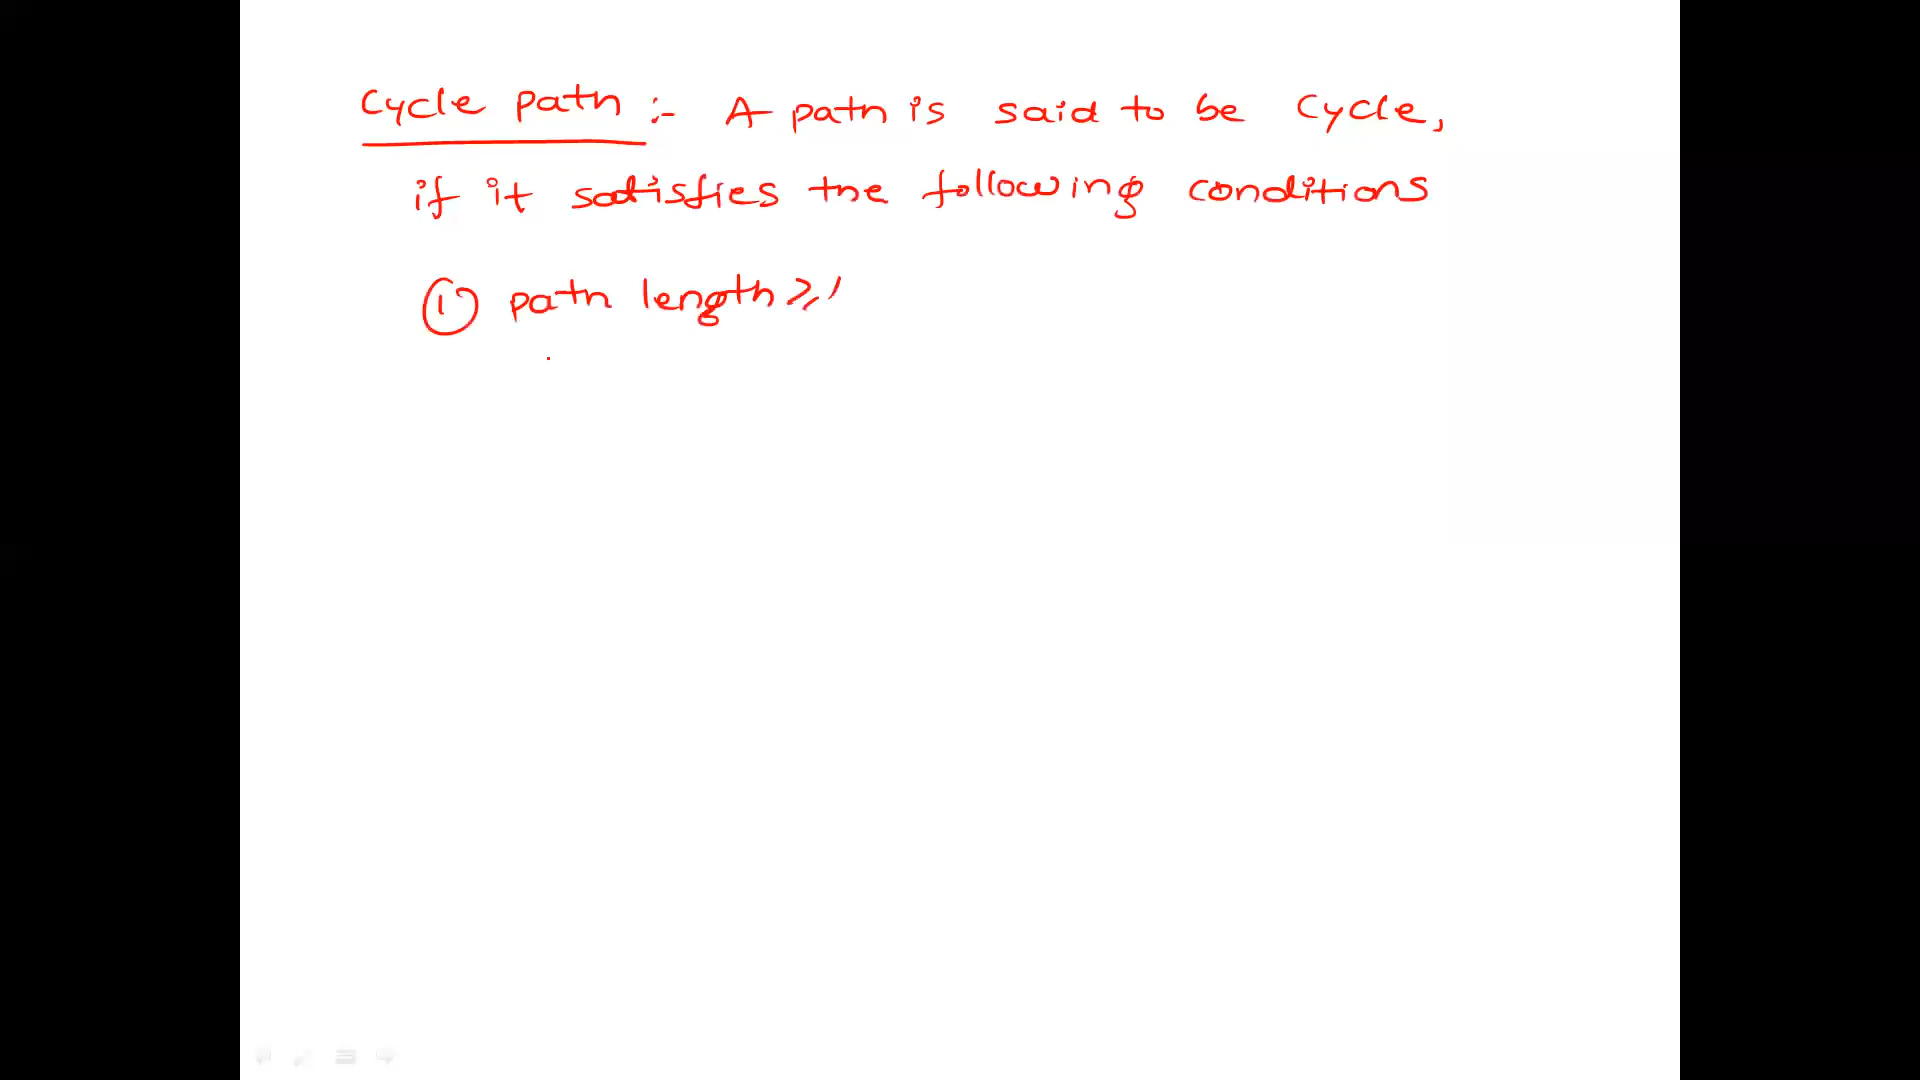 Cycle path :- A path is said to be Cycle,
if it satisfies the following conditions
① path length ⩾ 1